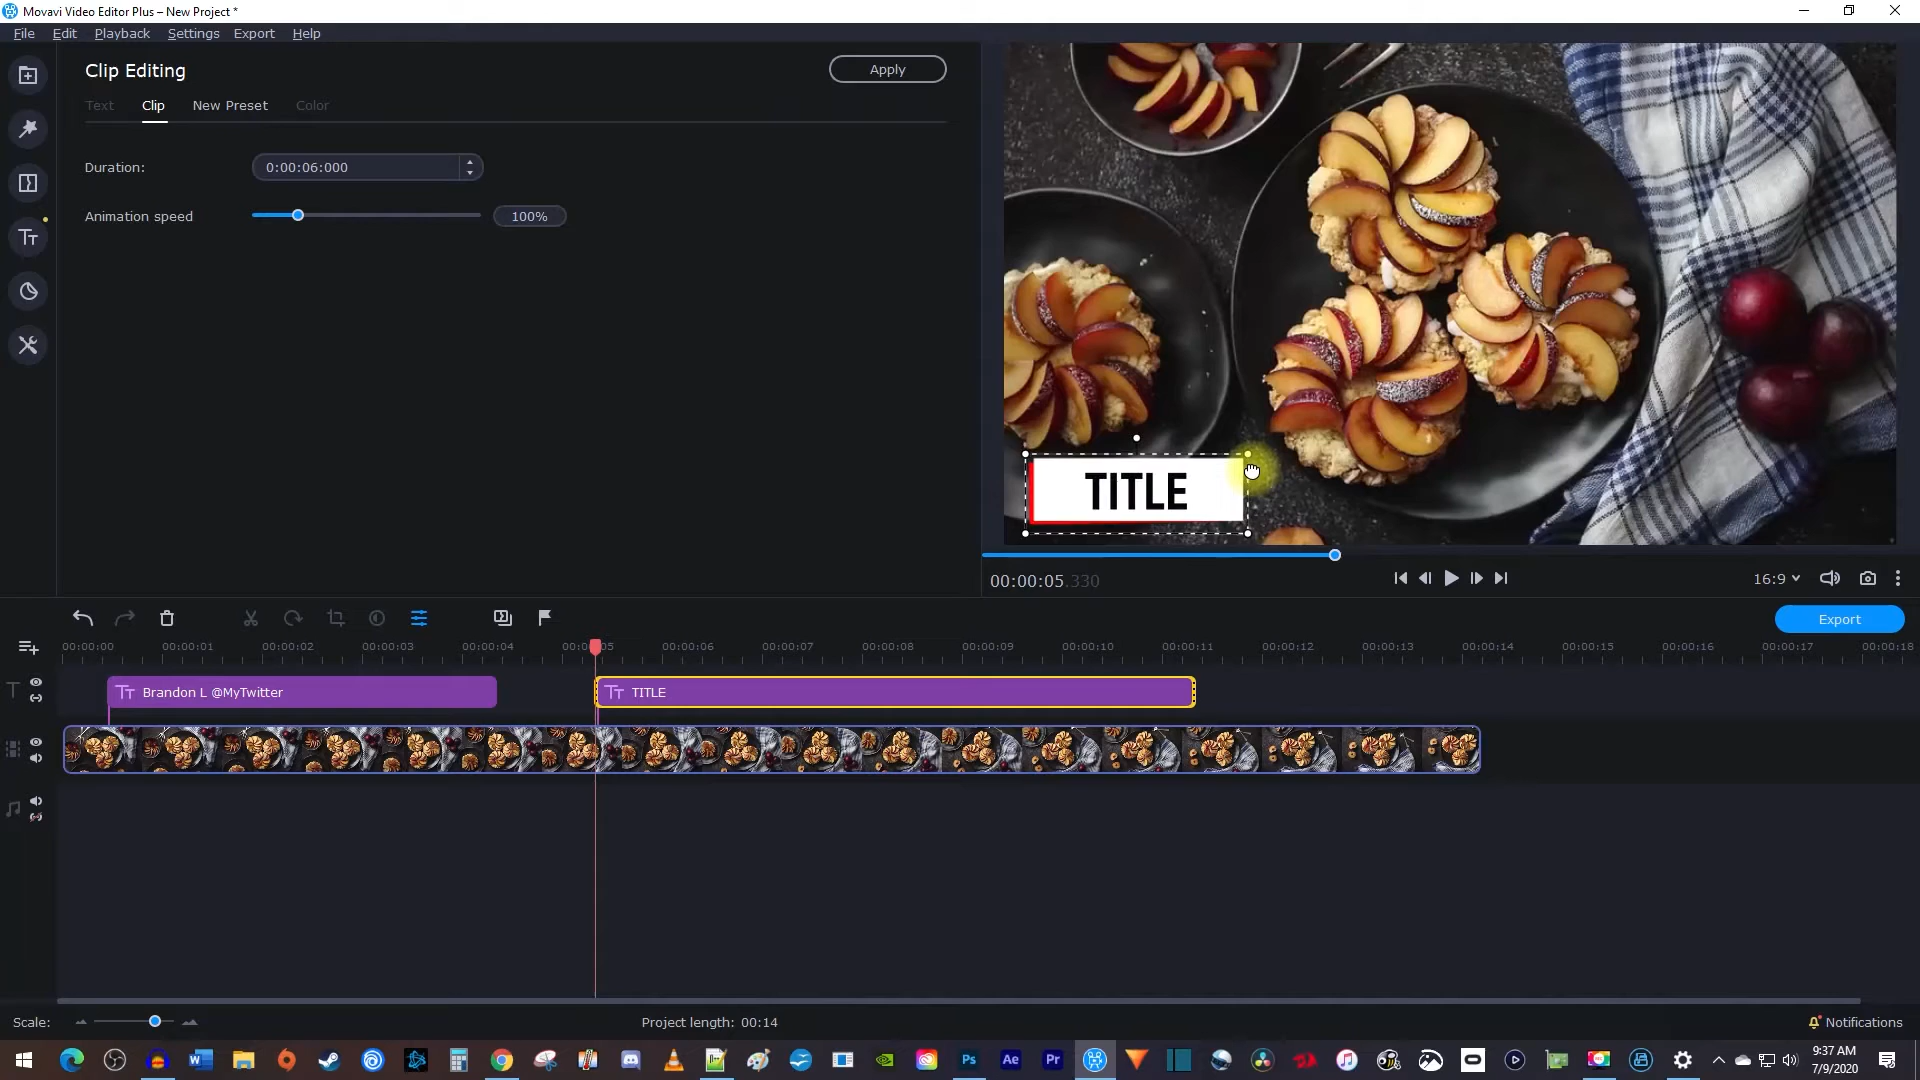 Movavi Video Editor Plus – New Project *
File Edit Playback Settings Export Help
Clip Editing
Apply
Text Clip New Preset Color
Duration: 0:00:06:000
Animation speed 100%
TITLE
00:00:05.330
16:9
Export
00:00:00 00:00:01 00:00:02 00:00:03 00:00:04 00:00:05 00:00:06 00:00:07 00:00:08 00:00:09 00:00:10 00:00:11 00:00:12 00:00:13 00:00:14 00:00:15 00:00:16 00:00:17 00:00:18
Tt Brandon L @MyTwitter
Tt TITLE
Scale:
Project length: 00:14
Notifications
9:37 AM
7/9/2020